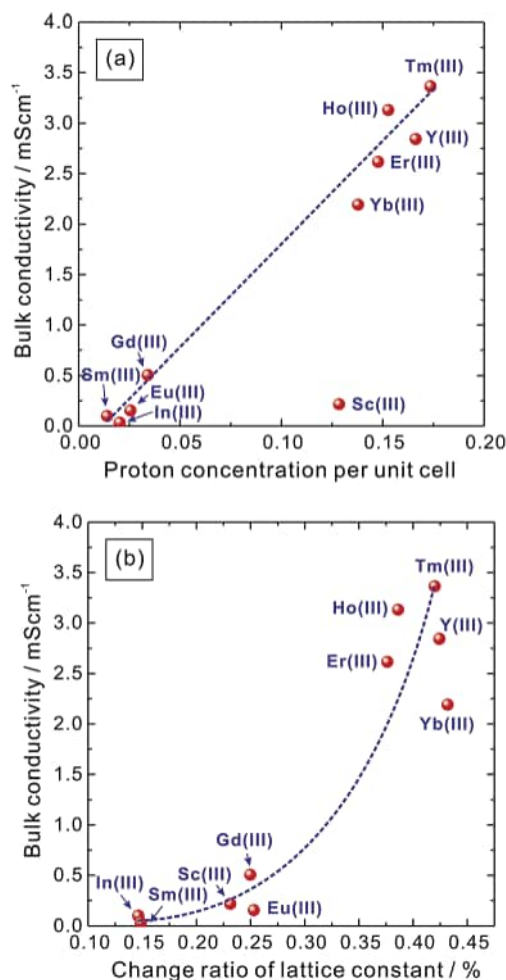 (a)
4.0
3.5
3.0
2.5
2.0
1.5
1.0
0.5
0.0
Bulk conductivity / mScm⁻¹
Tm(III)
Ho(III)
Y(III)
Er(III)
Yb(III)
Gd(III)
Sm(III)
Eu(III)
In(III)
Sc(III)
0.00 0.05 0.10 0.15 0.20
Proton concentration per unit cell
(b)
4.0
3.5
3.0
2.5
2.0
1.5
1.0
0.5
0.0
Bulk conductivity / mScm⁻¹
Tm(III)
Ho(III)
Y(III)
Er(III)
Yb(III)
Gd(III)
Sc(III)
In(III)
Sm(III)
Eu(III)
0.10 0.15 0.20 0.25 0.30 0.35 0.40 0.45
Change ratio of lattice constant / %